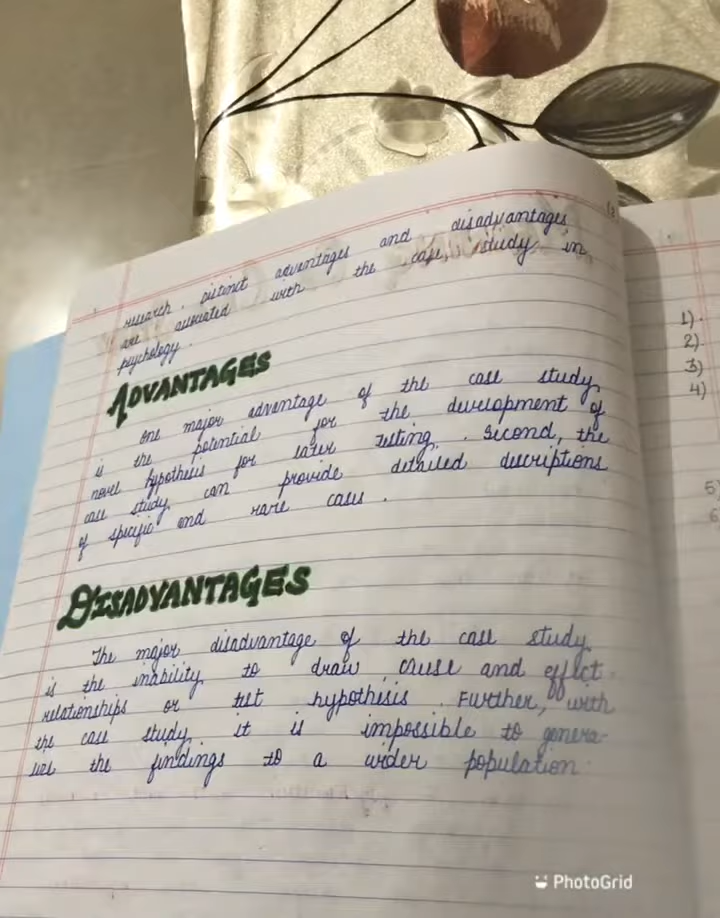 research. distinct advantages and disadvantages
are associated with the case study in
psychology.
ADVANTAGES
One major advantage of the case study
is the potential for the development of
novel hypothesis for later testing. Second, the
case study can provide detailed descriptions
of specific and rare cases.
DISADVANTAGES
The major disadvantage of the case study
is the inability to draw cause and effect
relationships or test hypothesis. Further, with
the case study it is impossible to genera-
lies the findings to a wider population.
1)
2)
3)
4)
5)
6
PhotoGrid